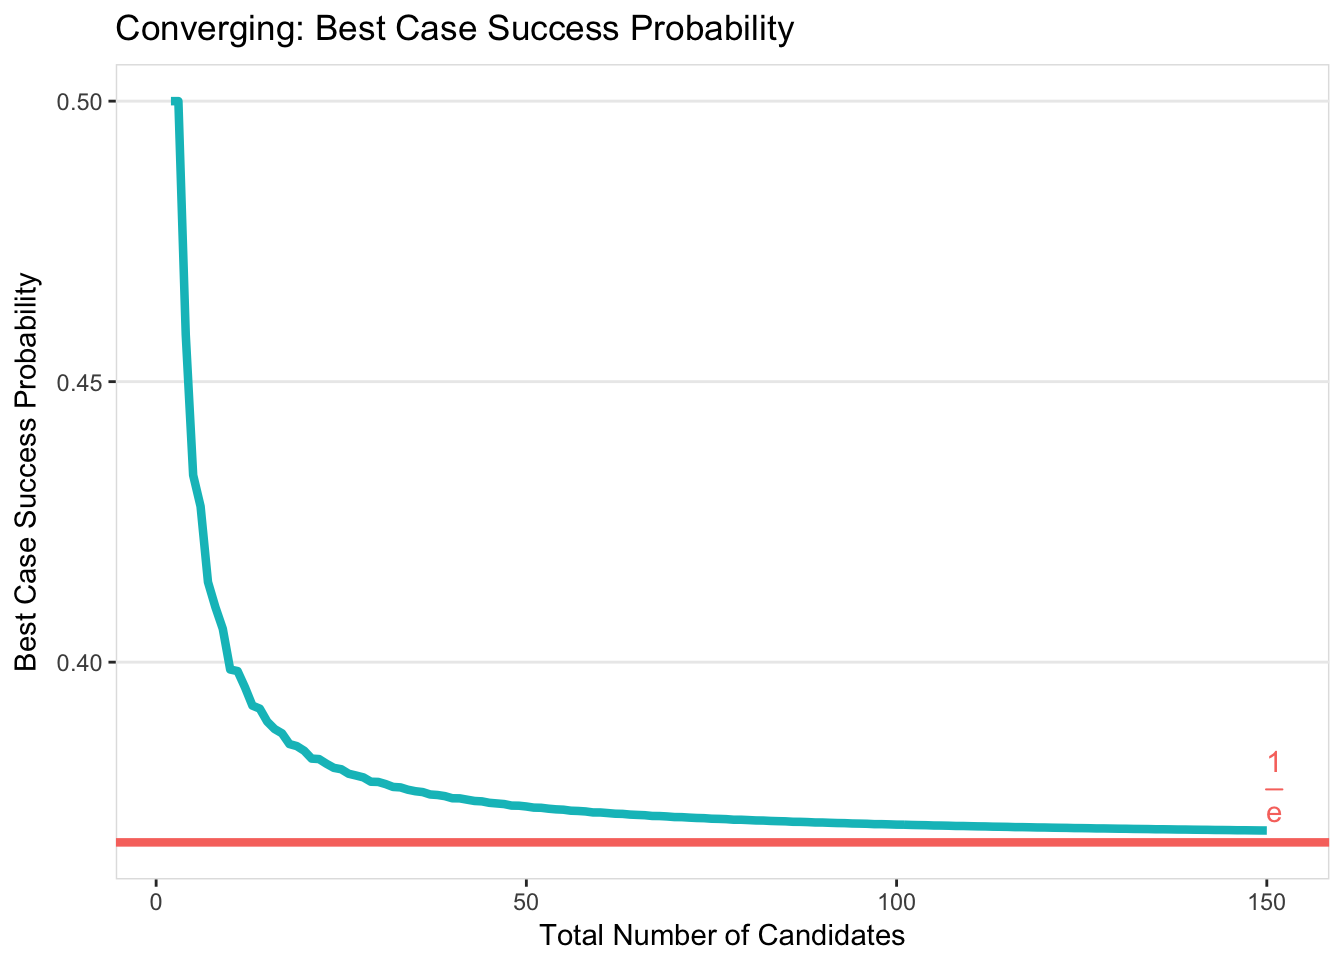 Converging: Best Case Success Probability
Best Case Success Probability
0.50
0.45
0.40
1
e
0
50
100
150
Total Number of Candidates